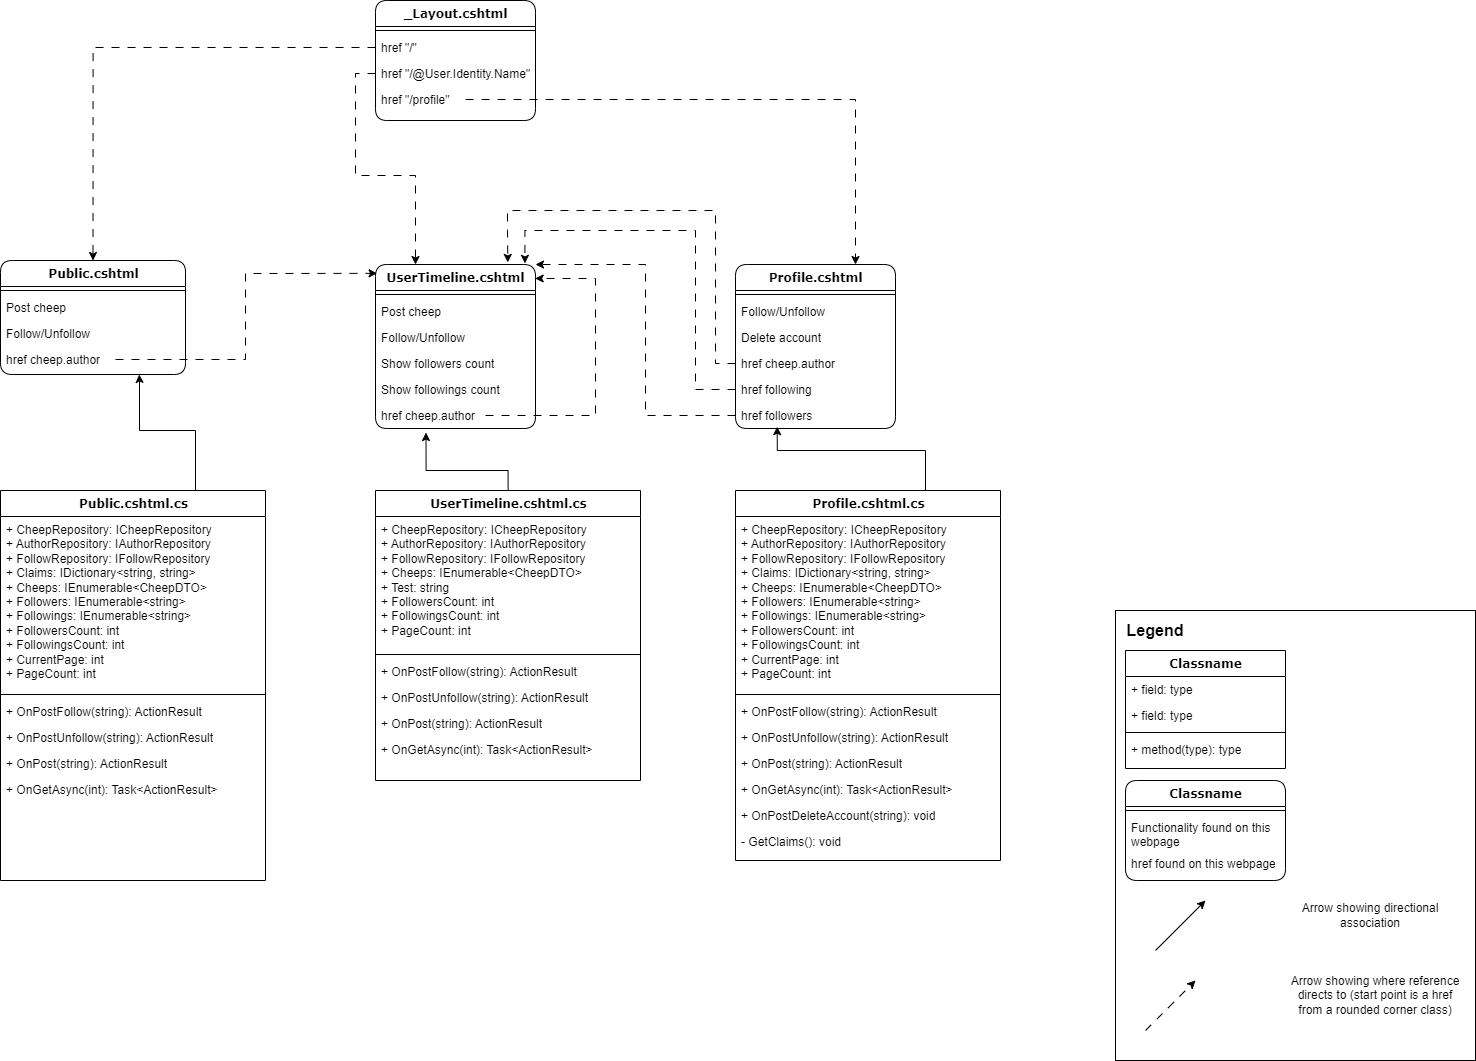 _Layout.cshtml
href "/"
href "/@User.Identity.Name"
href "/profile"
Public.cshtml
Post cheep
Follow/Unfollow
href cheep.author
UserTimeline.cshtml
Post cheep
Follow/Unfollow
Show followers count
Show followings count
href cheep.author
Profile.cshtml
Follow/Unfollow
Delete account
href cheep.author
href following
href followers
Public.cshtml.cs
+ CheepRepository: ICheepRepository
+ AuthorRepository: IAuthorRepository
+ FollowRepository: IFollowRepository
+ Claims: IDictionary<string, string>
+ Cheeps: IEnumerable<CheepDTO>
+ Followers: IEnumerable<string>
+ Followings: IEnumerable<string>
+ FollowersCount: int
+ FollowingsCount: int
+ CurrentPage: int
+ PageCount: int
+ OnPostFollow(string): ActionResult
+ OnPostUnfollow(string): ActionResult
+ OnPost(string): ActionResult
+ OnGetAsync(int): Task<ActionResult>
UserTimeline.cshtml.cs
+ CheepRepository: ICheepRepository
+ AuthorRepository: IAuthorRepository
+ FollowRepository: IFollowRepository
+ Cheeps: IEnumerable<CheepDTO>
+ Test: string
+ FollowersCount: int
+ FollowingsCount: int
+ PageCount: int
+ OnPostFollow(string): ActionResult
+ OnPostUnfollow(string): ActionResult
+ OnPost(string): ActionResult
+ OnGetAsync(int): Task<ActionResult>
Profile.cshtml.cs
+ CheepRepository: ICheepRepository
+ AuthorRepository: IAuthorRepository
+ FollowRepository: IFollowRepository
+ Claims: IDictionary<string, string>
+ Cheeps: IEnumerable<CheepDTO>
+ Followers: IEnumerable<string>
+ Followings: IEnumerable<string>
+ FollowersCount: int
+ FollowingsCount: int
+ CurrentPage: int
+ PageCount: int
+ OnPostFollow(string): ActionResult
+ OnPostUnfollow(string): ActionResult
+ OnPost(string): ActionResult
+ OnGetAsync(int): Task<ActionResult>
+ OnPostDeleteAccount(string): void
- GetClaims(): void
Legend
Classname
+ field: type
+ field: type
+ method(type): type
Classname
Functionality found on this
webpage
href found on this webpage
Arrow showing directional
association
Arrow showing where reference
directs to (start point is a href
from a rounded corner class)